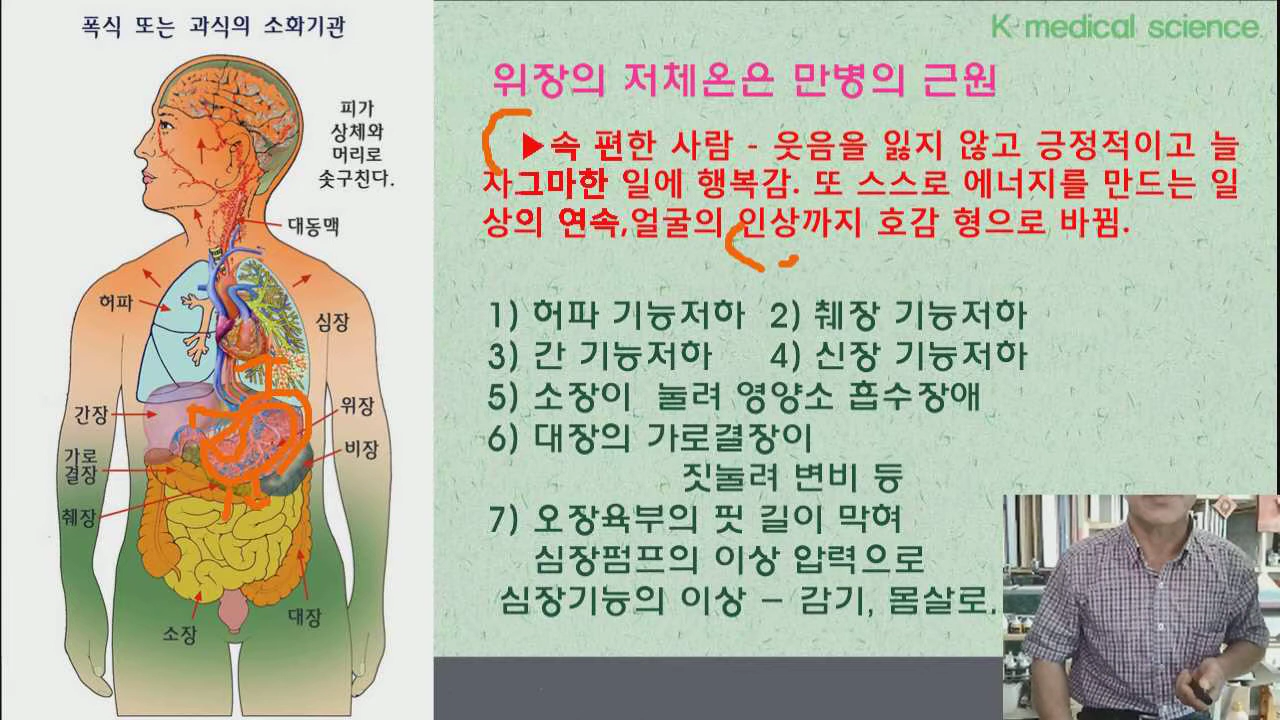 폭식 또는 과식의 소화기관
피가
상체와
머리로
솟구친다.
대동맥
허파
심장
간장
위장
비장
가로
결장
췌장
소장
대장
K medical science
위장의 저체온은 만병의 근원
▶속 편한 사람 - 웃음을 잃지 않고 긍정적이고 늘
자그마한 일에 행복감. 또 스스로 에너지를 만드는 일
상의 연속,얼굴의 인상까지 호감 형으로 바뀜.
1) 허파 기능저하 2) 췌장 기능저하
3) 간 기능저하 4) 신장 기능저하
5) 소장이 눌려 영양소 흡수장애
6) 대장의 가로결장이
짓눌려 변비 등
7) 오장육부의 핏 길이 막혀
심장펌프의 이상 압력으로
심장기능의 이상 – 감기, 몸살로.